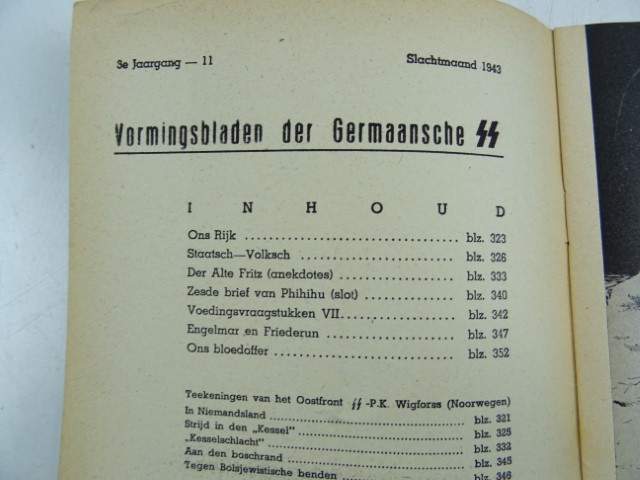 3e Jaargang — 11
Slachtmaand 1943
Vormingsbladen der Germaansche SS
INHOUD
Ons Rijk ................................ blz. 323
Staatsch—Volksch ........................ blz. 326
Der Alte Fritz (anekdotes) .................. blz. 333
Zesde brief van Phihihu (slot) .............. blz. 340
Voedingsvraagstukken VII................. blz. 342
Engelmar en Friederun .................... blz. 347
Ons bloedoffer ........................... blz. 352
Teekeningen van het Oostfront SS-P.K. Wigforss (Noorwegen)
In Niemandsland ................................ blz. 321
Strijd in den „Kessel" ........................... blz. 325
„Kesselschlacht" ................................ blz. 332
Aan den boschrand ............................. blz. 345
Tegen Bolsjewistische benden .................. blz. 346